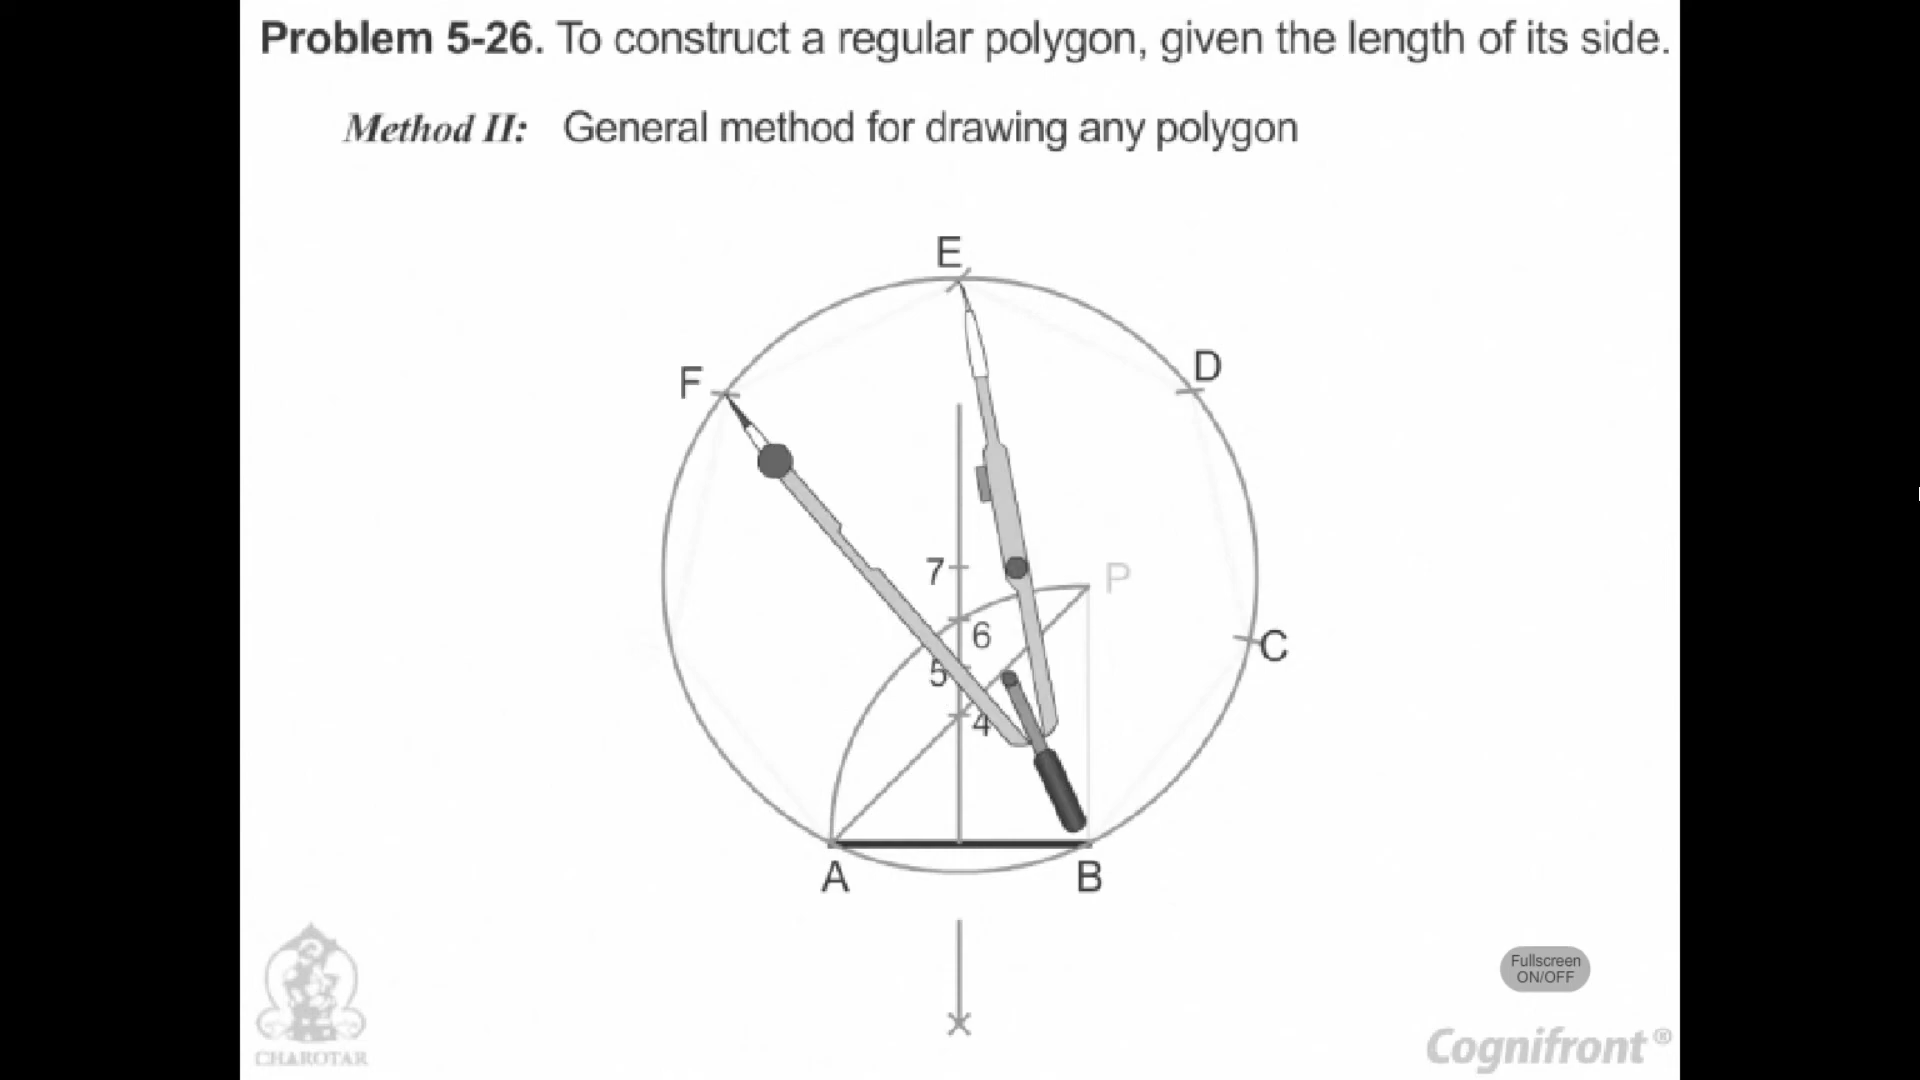 Problem 5-26. To construct a regular polygon, given the length of its side.
Method II: General method for drawing any polygon
E
F
D
7
P
6
C
5
4
A
B
Fullscreen
ON/OFF
CHAROTAR
Cognifront®